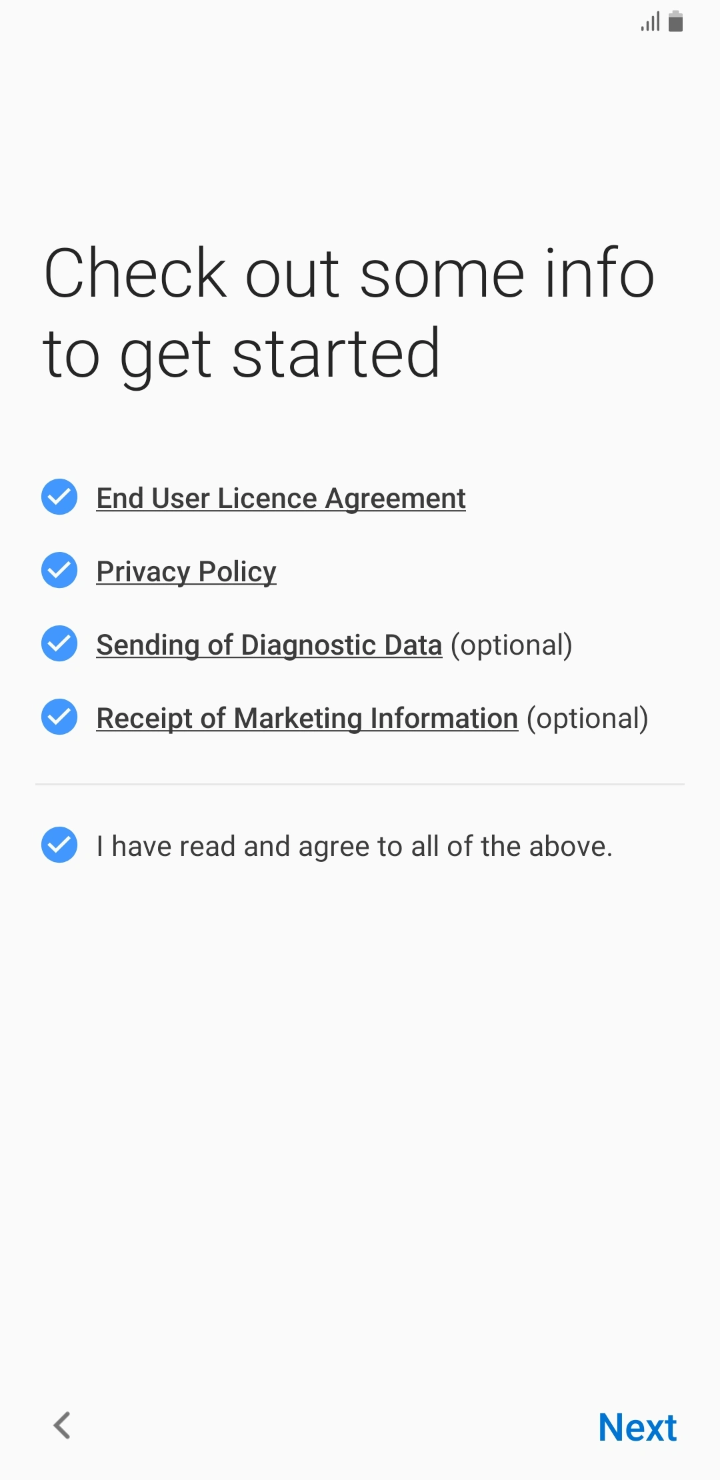 Check out some info
to get started
End User Licence Agreement
Privacy Policy
Sending of Diagnostic Data (optional)
Receipt of Marketing Information (optional)
I have read and agree to all of the above.
Next